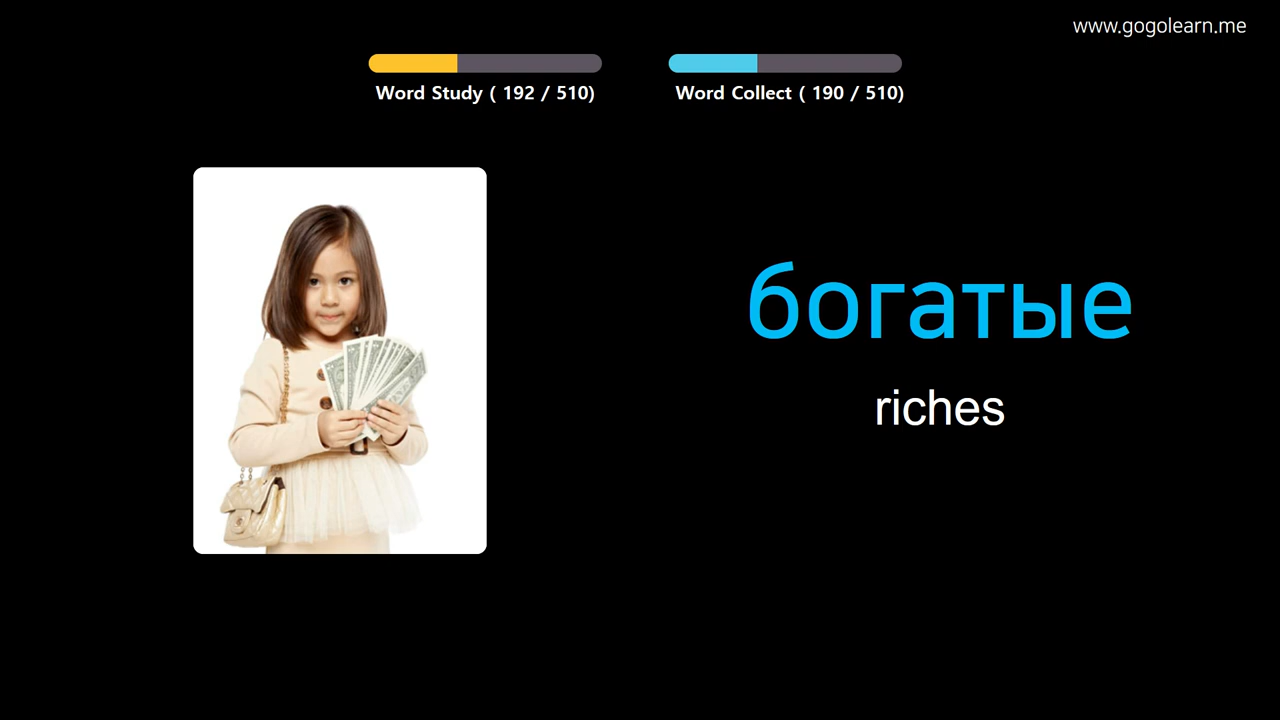 www.gogolearn.me
Word Study ( 192 / 510)
Word Collect ( 190 / 510)
богатые
riches